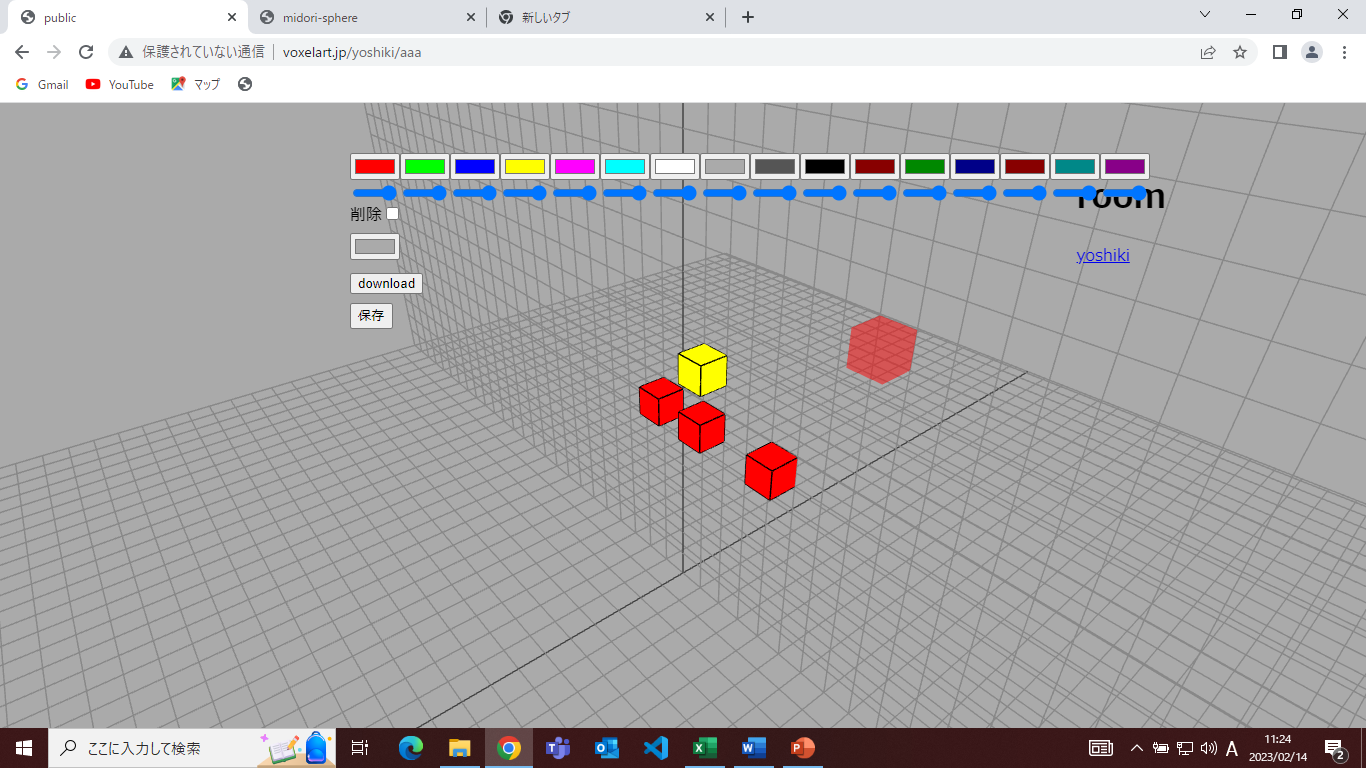 public
midori-sphere
新しいタブ
保護されていない通信
voxelart.jp/yoshiki/aaa
Gmail
YouTube
マップ
room
削除
yoshiki
download
保存
ここに入力して検索
A
11:24
2023/02/14
2